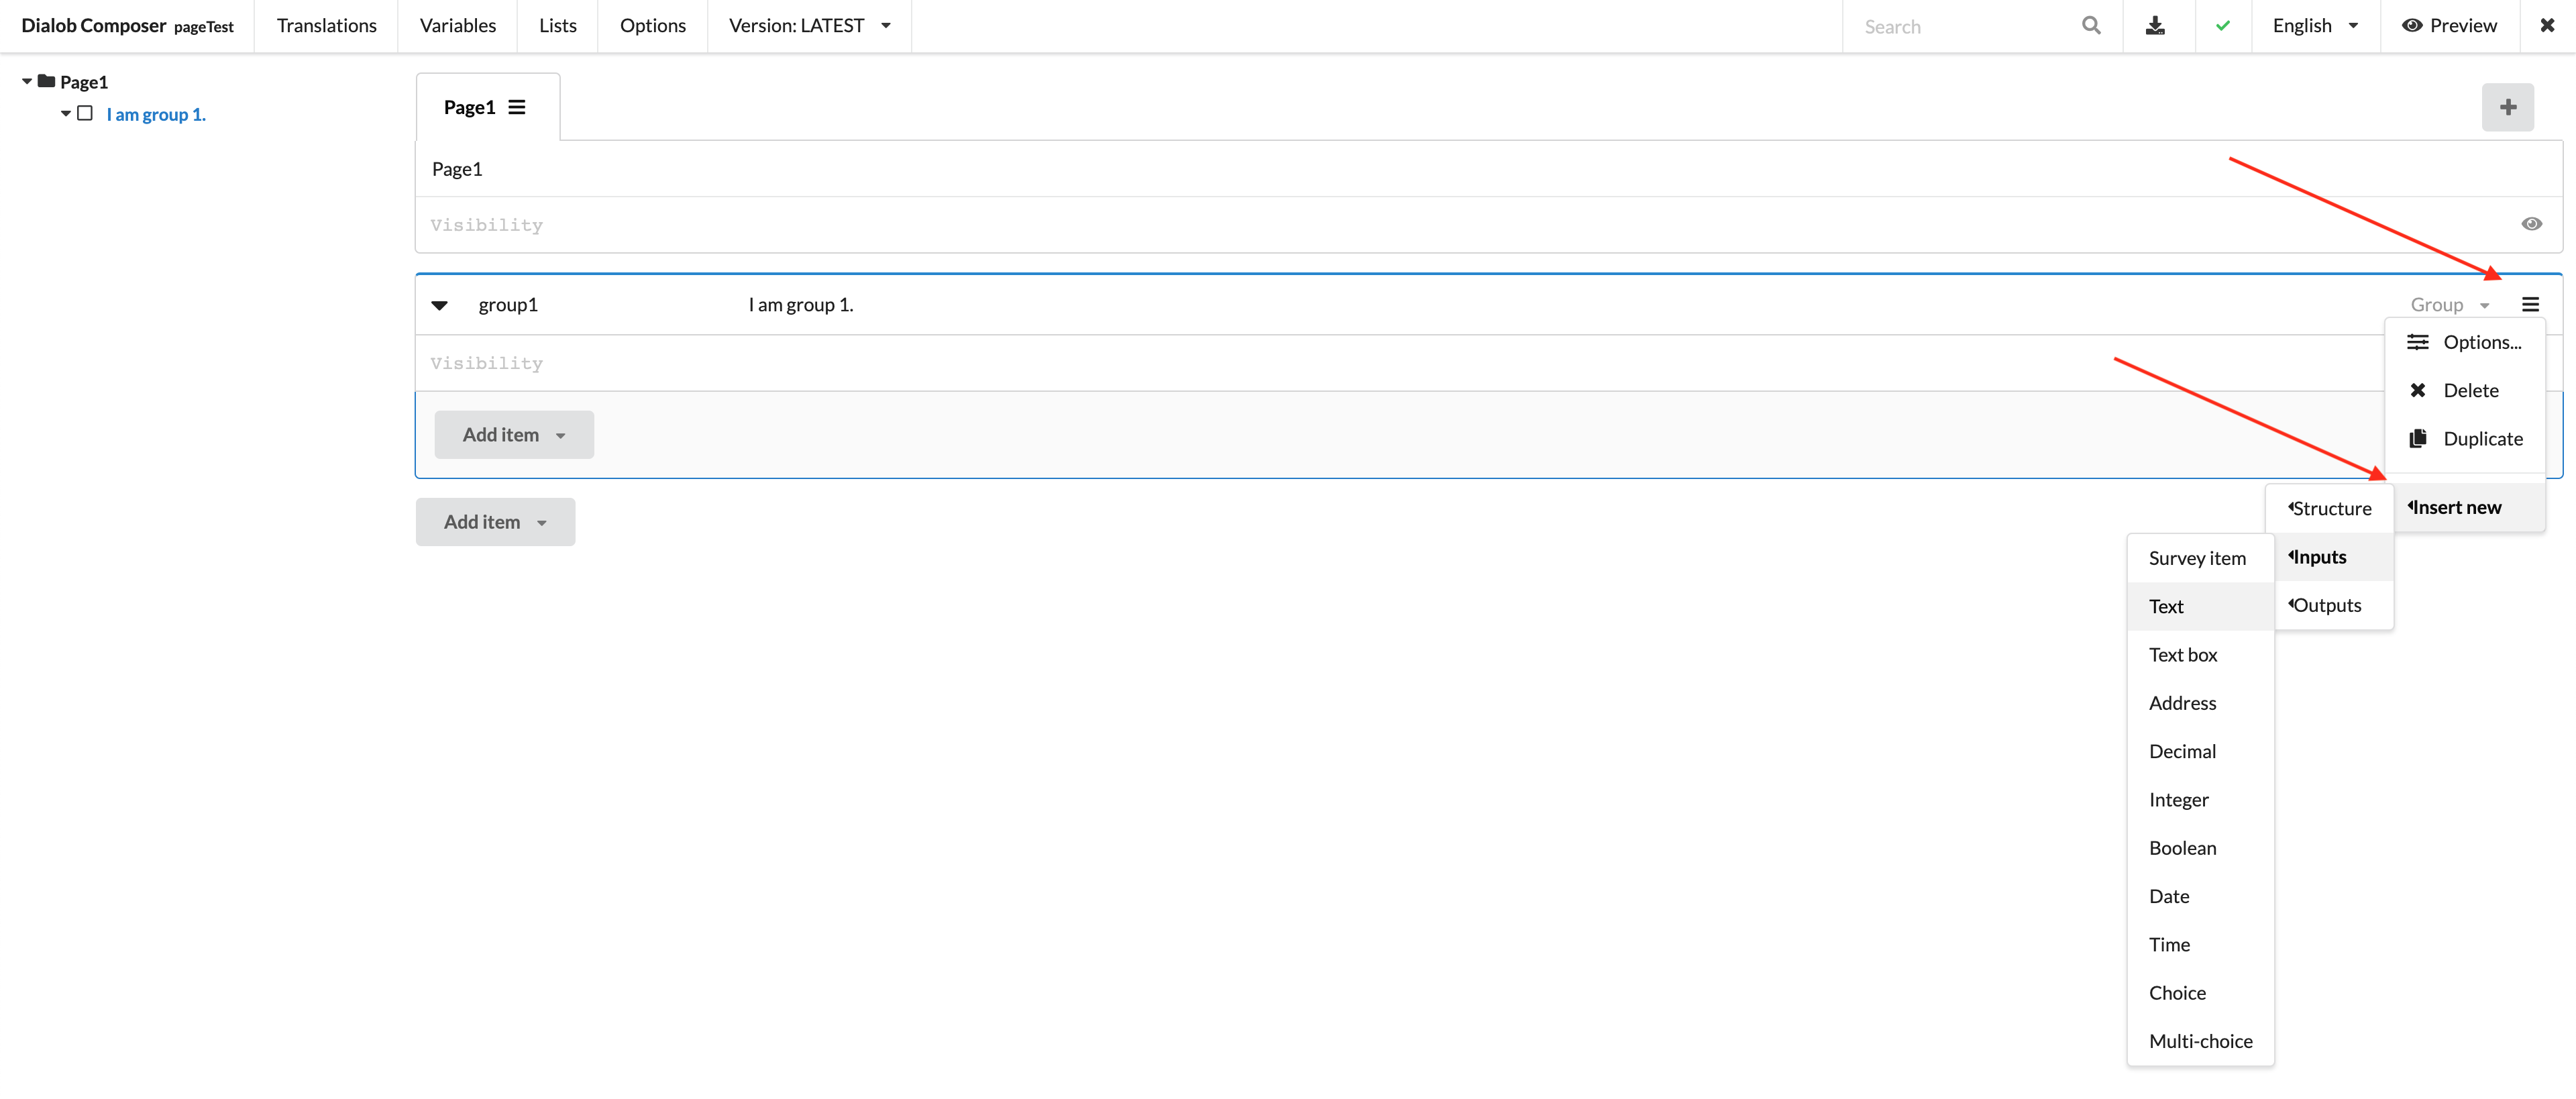 Dialob Composer pageTest Translations Variables Lists Options Version: LATEST Search English Preview
Page1
I am group 1.
Page1
Page1
Visibility
group1 I am group 1. Group
Visibility
Add item
Add item
Options...
Delete
Duplicate
Insert new
Structure
Inputs
Outputs
Survey item
Text
Text box
Address
Decimal
Integer
Boolean
Date
Time
Choice
Multi-choice